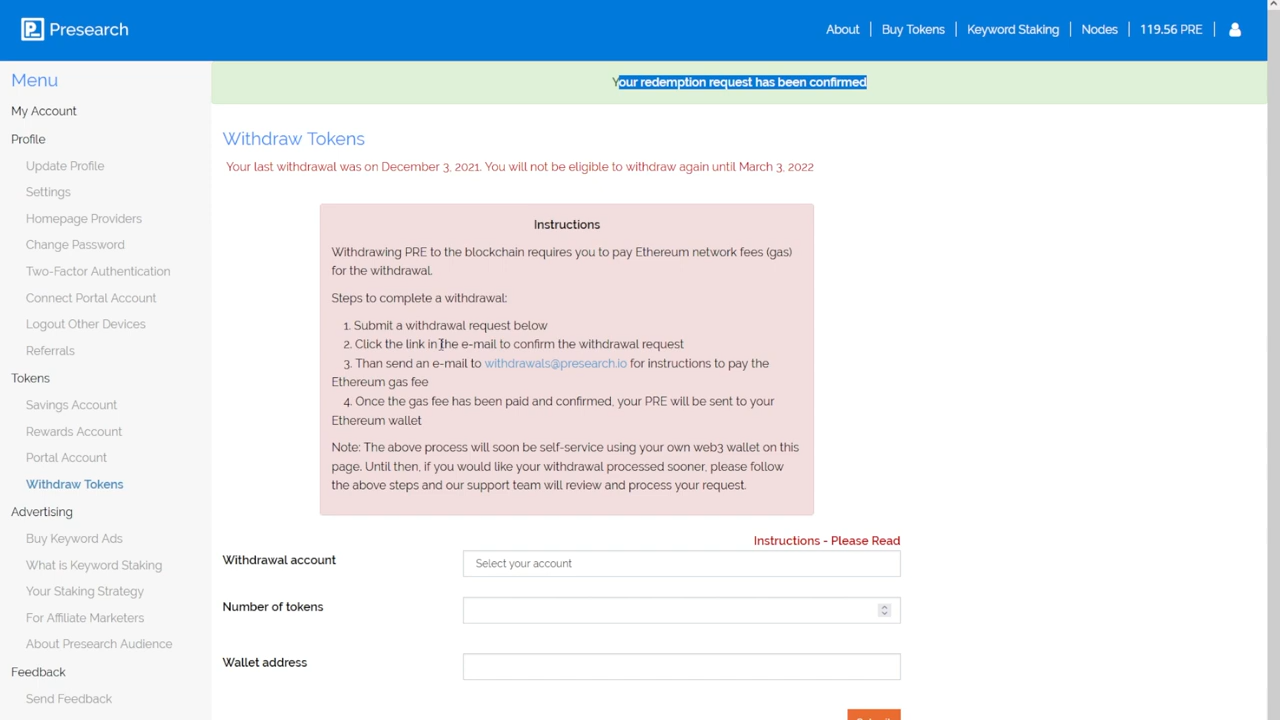 Presearch
About
Buy Tokens
Keyword Staking
Nodes
119.56 PRE
Your redemption request has been confirmed
Menu
My Account
Profile
Update Profile
Settings
Homepage Providers
Change Password
Two-Factor Authentication
Connect Portal Account
Logout Other Devices
Referrals
Tokens
Savings Account
Rewards Account
Portal Account
Withdraw Tokens
Advertising
Buy Keyword Ads
What is Keyword Staking
Your Staking Strategy
For Affiliate Marketers
About Presearch Audience
Feedback
Send Feedback
Withdraw Tokens
Your last withdrawal was on December 3, 2021. You will not be eligible to withdraw again until March 3, 2022
Instructions
Withdrawing PRE to the blockchain requires you to pay Ethereum network fees (gas)
for the withdrawal.
Steps to complete a withdrawal:
1. Submit a withdrawal request below
2. Click the link in the e-mail to confirm the withdrawal request
3. Than send an e-mail to withdrawals@presearch.io for instructions to pay the
Ethereum gas fee
4. Once the gas fee has been paid and confirmed, your PRE will be sent to your
Ethereum wallet
Note: The above process will soon be self-service using your own web3 wallet on this
page. Until then, if you would like your withdrawal processed sooner, please follow
the above steps and our support team will review and process your request.
Instructions - Please Read
Withdrawal account
Select your account
Number of tokens
Wallet address